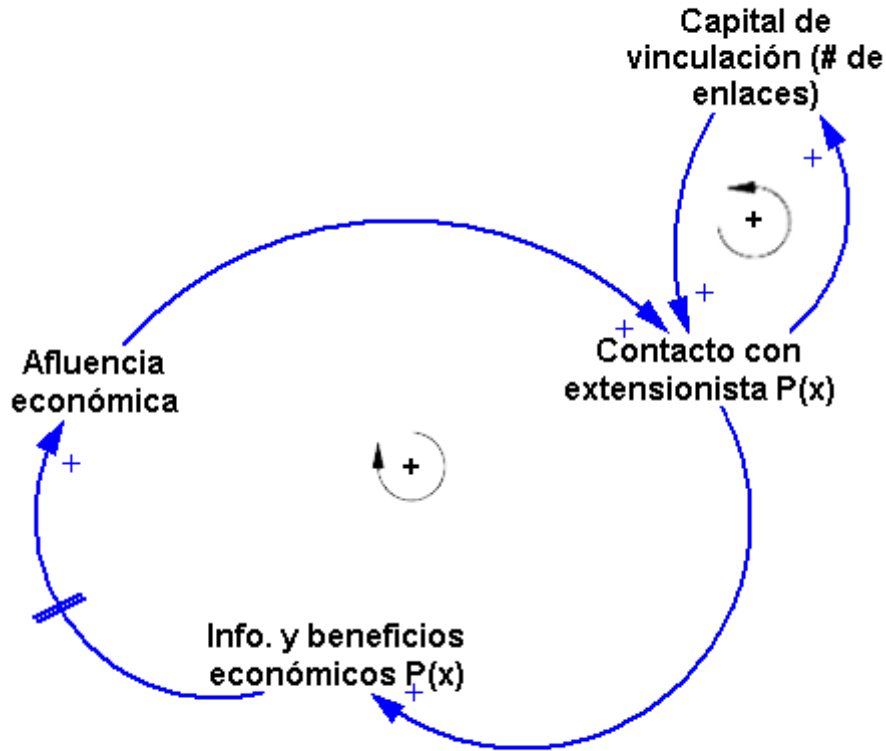 Capital de
vinculación (# de
enlaces)
+
+
+
+
Contacto con
extensionista P(x)
Afluencia
económica
+
+
Info. y beneficios
económicos P(x)
+